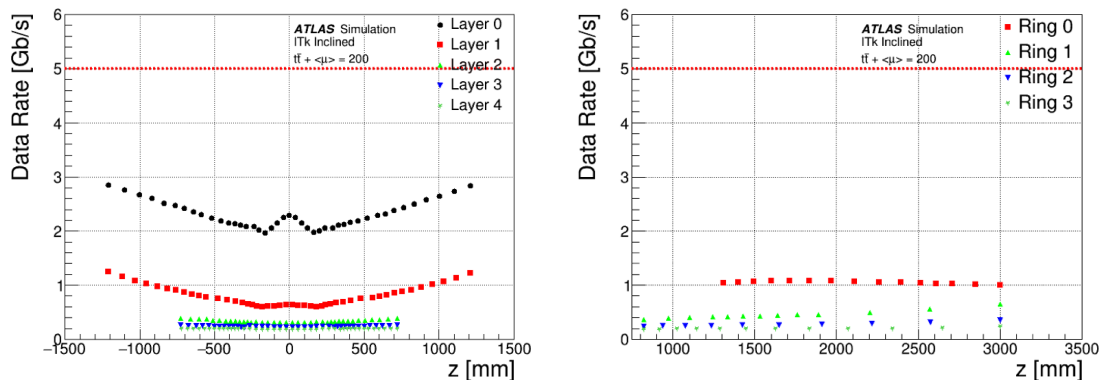 Data Rate [Gb/s]
6
5
4
3
2
1
0
ATLAS Simulation
ITk Inclined
tt̄ + <μ> = 200
Layer 0
Layer 1
Layer 2
Layer 3
Layer 4
−1500 −1000 −500 0 500 1000 1500
z [mm]
Data Rate [Gb/s]
6
5
4
3
2
1
0
ATLAS Simulation
ITk Inclined
tt̄ + <μ> = 200
Ring 0
Ring 1
Ring 2
Ring 3
1000 1500 2000 2500 3000 3500
z [mm]